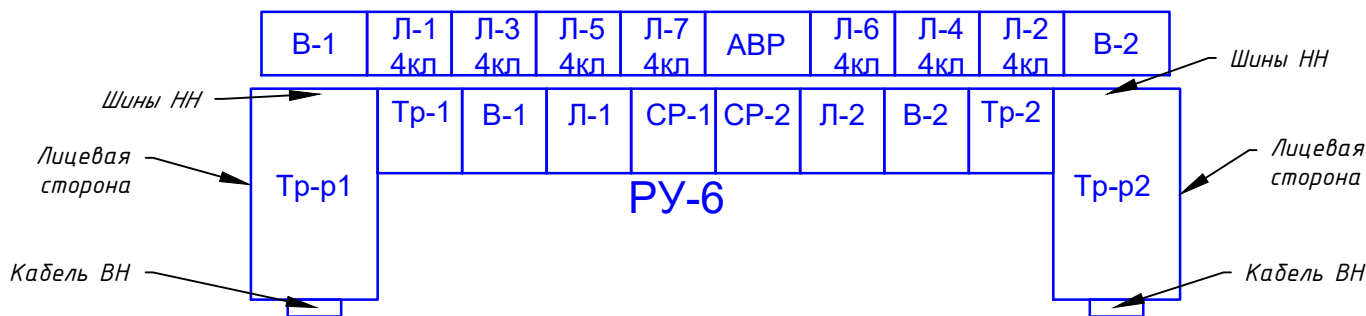 В-1 Л-1 Л-3 Л-5 Л-7 АВР Л-6 Л-4 Л-2 В-2
4кл 4кл 4кл 4кл 4кл 4кл 4кл
Шины НН
Шины НН
Тр-1 В-1 Л-1 СР-1 СР-2 Л-2 В-2 Тр-2
Лицевая
сторона
Тр-р1
РУ-6
Тр-р2
Лицевая
сторона
Кабель ВН
Кабель ВН